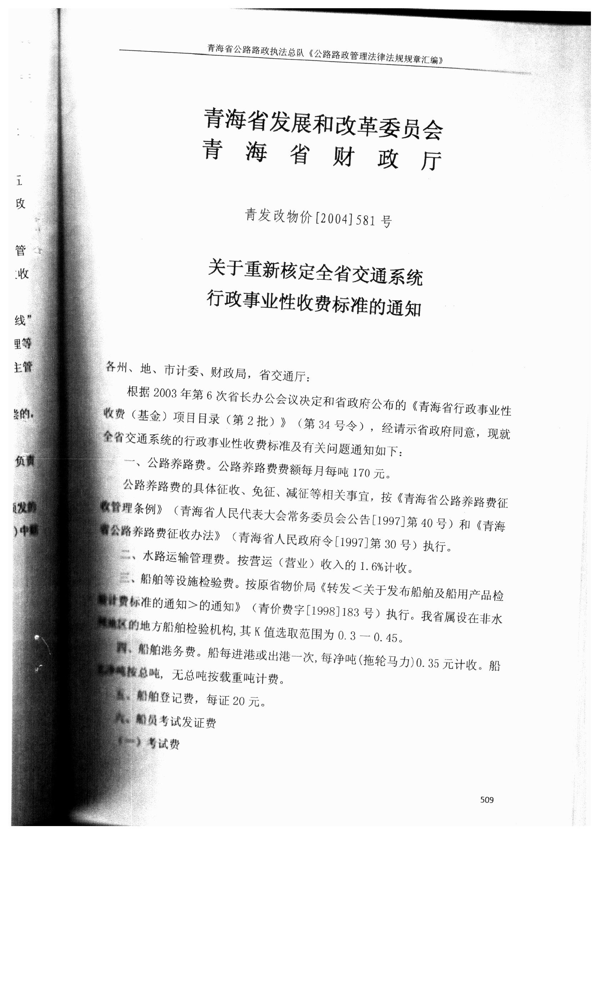 青海省公路路政执法总队《公路路政管理法律法规规章汇编》
青海省发展和改革委员会
青海省财政厅
青发改物价[2004]581 号
关于重新核定全省交通系统
行政事业性收费标准的通知
各州、地、市计委、财政局，省交通厅：
根据 2003 年第 6 次省长办公会议决定和省政府公布的《青海省行政事业性
收费（基金）项目目录（第 2 批）》（第 34 号令），经请示省政府同意，现就
全省交通系统的行政事业性收费标准及有关问题通知如下：
一、公路养路费。公路养路费费额每月每吨 170 元。
公路养路费的具体征收、免征、减征等相关事宜，按《青海省公路养路费征
收管理条例》（青海省人民代表大会常务委员会公告[1997]第 40 号）和《青海
省公路养路费征收办法》（青海省人民政府令[1997]第 30 号）执行。
二、水路运输管理费。按营运（营业）收入的 1.6%计收。
三、船舶等设施检验费。按原省物价局《转发＜关于发布船舶及船用产品检
验计费标准的通知＞的通知》（青价费字[1998]183 号）执行。我省属设在非水
网地区的地方船舶检验机构,其 K 值选取范围为 0.3－0.45。
四、船舶港务费。船每进港或出港一次,每净吨(拖轮马力)0.35 元计收。船
净吨按总吨，无总吨按载重吨计费。
五、船舶登记费，每证 20 元。
六、船员考试发证费
（一）考试费
509
政
管
收
线”
理等
主管
的，
负责
发的
)中